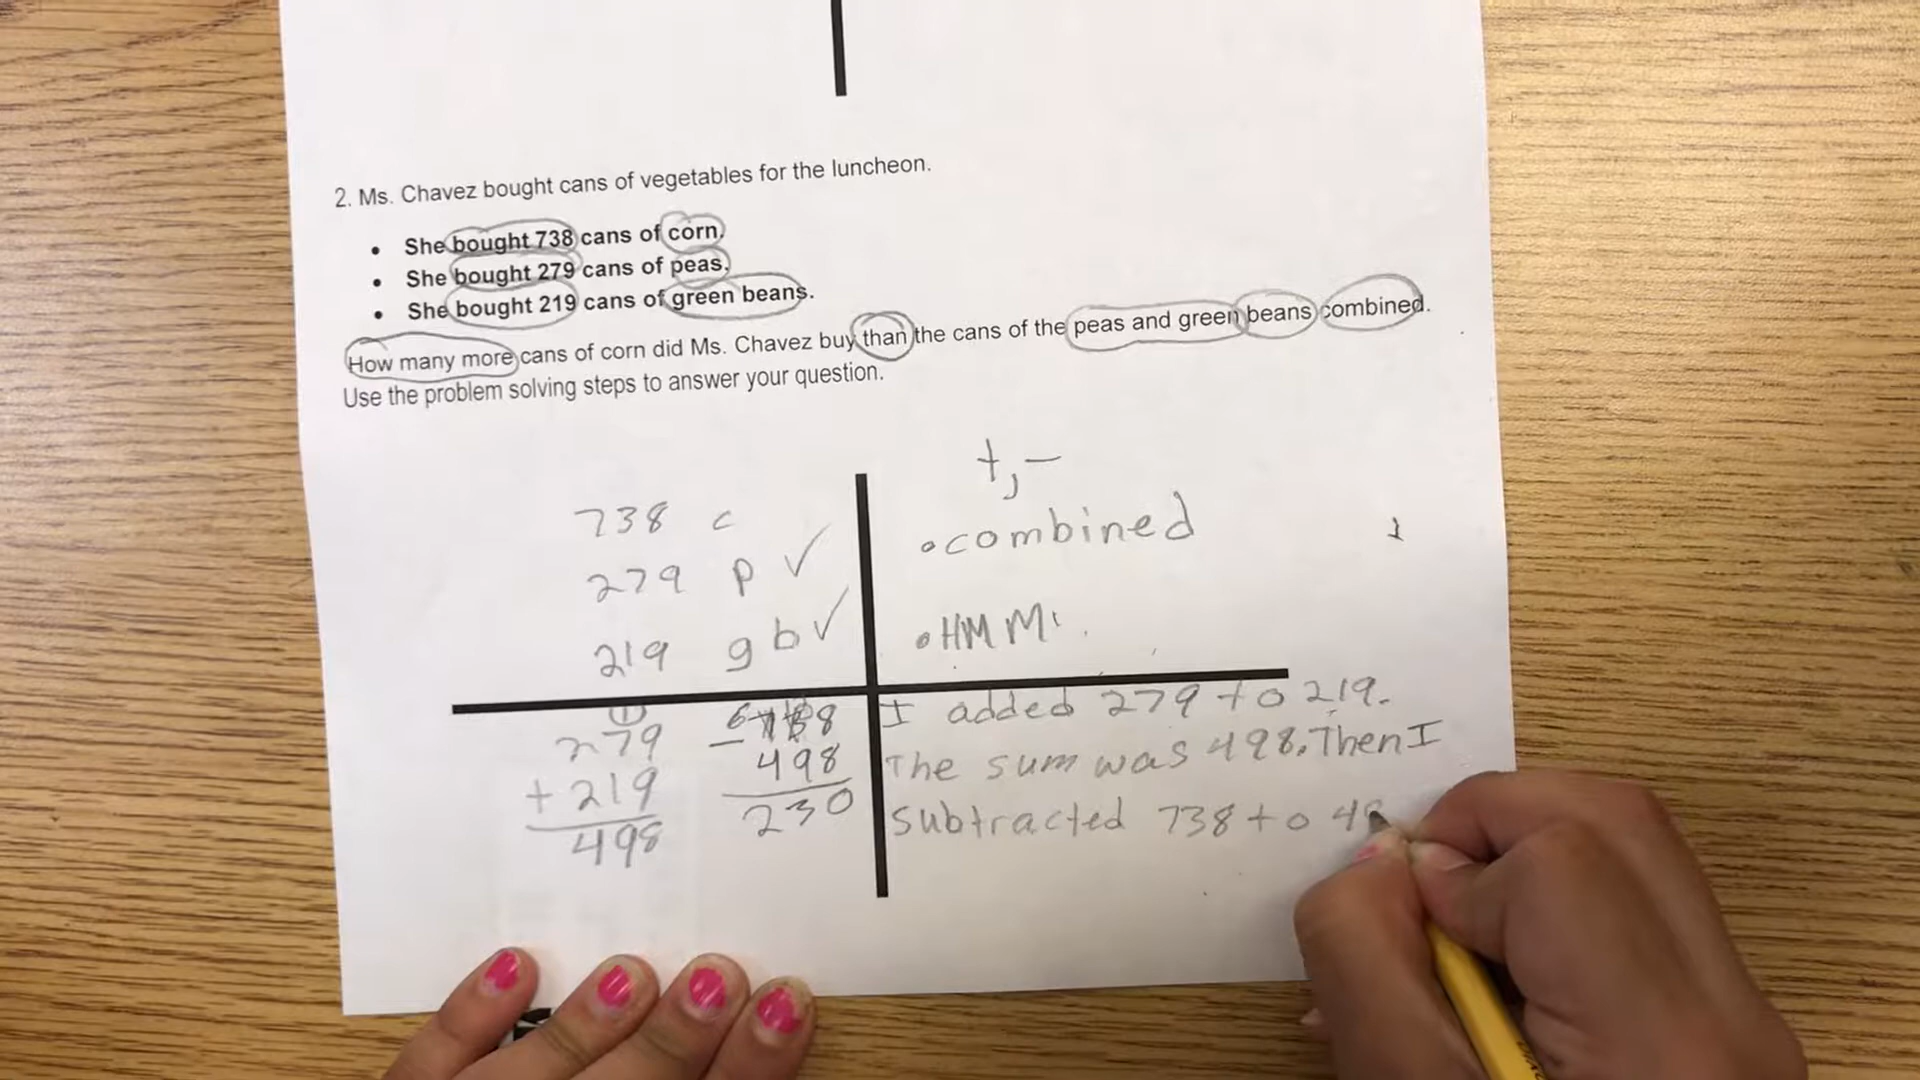 2. Ms. Chavez bought cans of vegetables for the luncheon.
• She bought 738 cans of corn.
• She bought 279 cans of peas.
• She bought 219 cans of green beans.
How many more cans of corn did Ms. Chavez buy than the cans of the peas and green beans combined.
Use the problem solving steps to answer your question.
+, -
738 c
279 p ✓
219 gb ✓
• combined
• HMM
1
279
+ 219
498
- 498
230
I added 279 to 219.
The sum was 498. Then I
subtracted 738 to